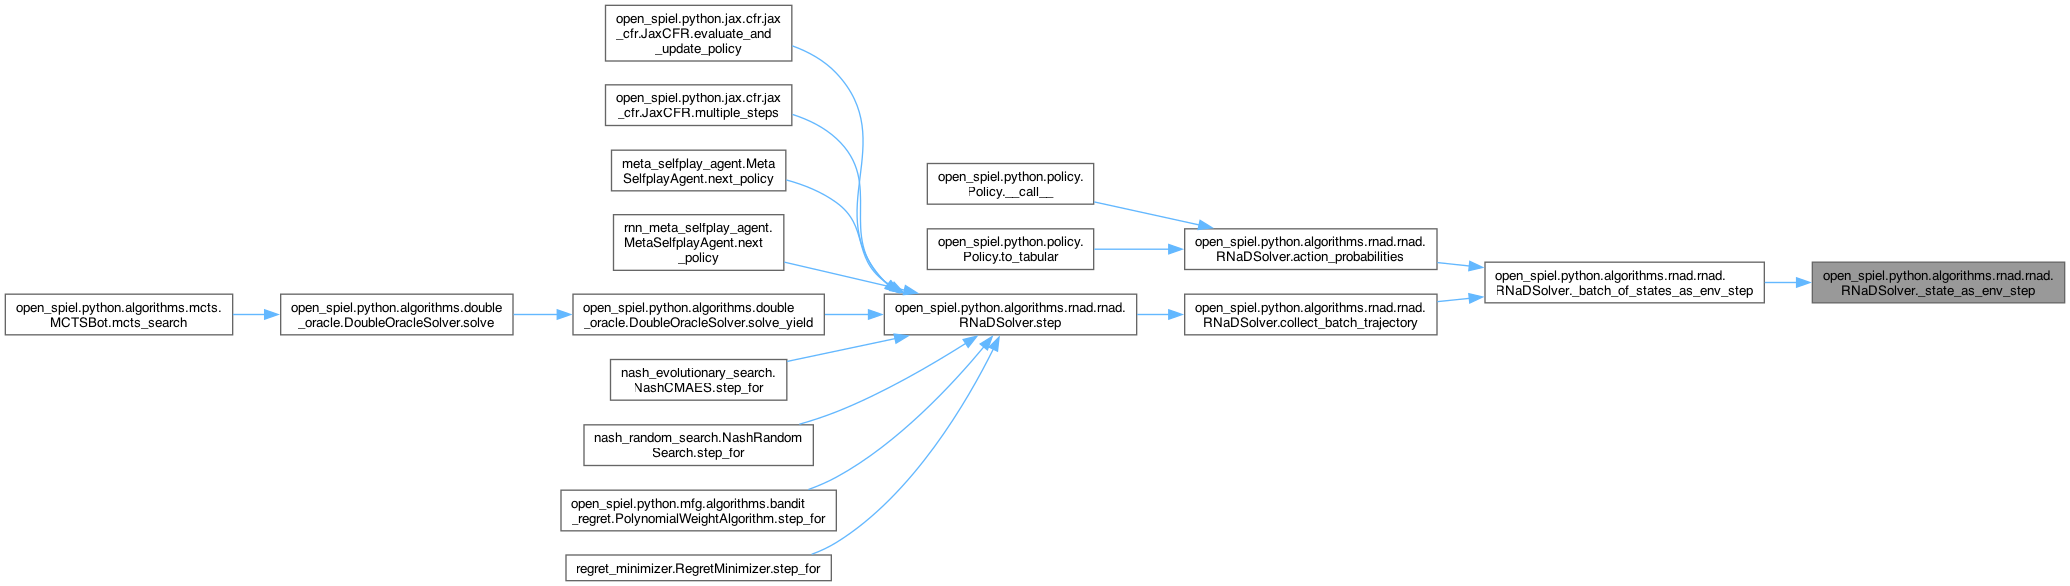 open_spiel.python.jax.cfr.jax
_cfr.JaxCFR.evaluate_and
_update_policy
open_spiel.python.jax.cfr.jax
_cfr.JaxCFR.multiple_steps
meta_selfplay_agent.Meta
SelfplayAgent.next_policy
rnn_meta_selfplay_agent.
MetaSelfplayAgent.next
_policy
open_spiel.python.algorithms.mcts.
MCTSBot.mcts_search
open_spiel.python.algorithms.double
_oracle.DoubleOracleSolver.solve
open_spiel.python.algorithms.double
_oracle.DoubleOracleSolver.solve_yield
nash_evolutionary_search.
NashCMAES.step_for
nash_random_search.NashRandom
Search.step_for
open_spiel.python.mfg.algorithms.bandit
_regret.PolynomialWeightAlgorithm.step_for
regret_minimizer.RegretMinimizer.step_for
open_spiel.python.algorithms.rnad.rnad.
RNaDSolver.step
open_spiel.python.policy.
Policy.__call__
open_spiel.python.policy.
Policy.to_tabular
open_spiel.python.algorithms.rnad.rnad.
RNaDSolver.action_probabilities
open_spiel.python.algorithms.rnad.rnad.
RNaDSolver.collect_batch_trajectory
open_spiel.python.algorithms.rnad.rnad.
RNaDSolver._batch_of_states_as_env_step
open_spiel.python.algorithms.rnad.rnad.
RNaDSolver._state_as_env_step